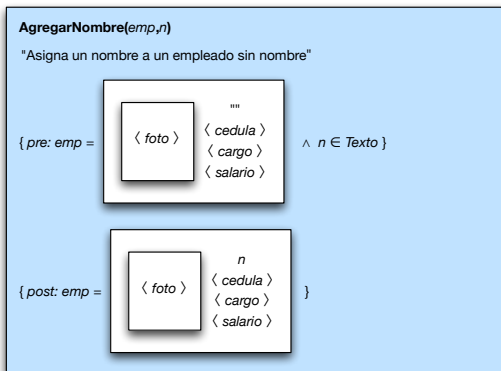 AgregarNombre(emp,n)
"Asigna un nombre a un empleado sin nombre"
""
{ pre: emp = 〈 foto 〉 〈 cedula 〉 ∧ n ∈ Texto }
〈 cargo 〉
〈 salario 〉
n
{ post: emp = 〈 foto 〉 〈 cedula 〉 }
〈 cargo 〉
〈 salario 〉